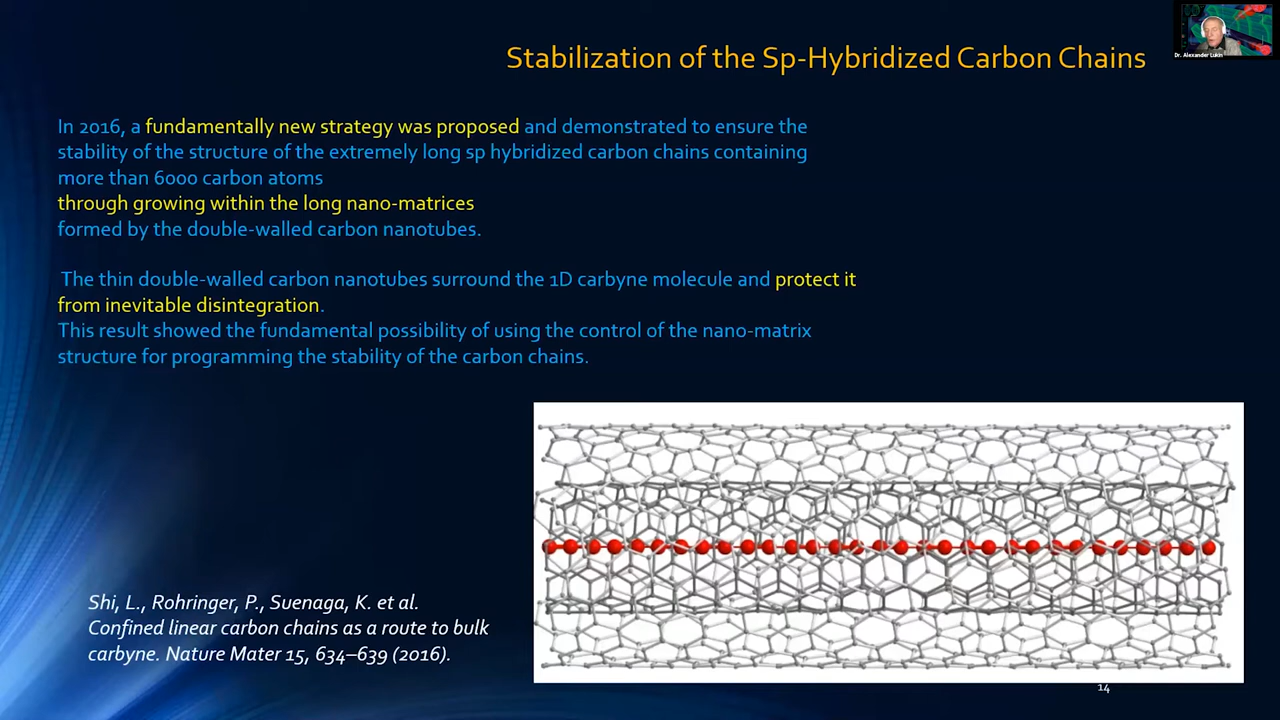 Dr. Alexander Lukin
Stabilization of the Sp-Hybridized Carbon Chains
In 2016, a fundamentally new strategy was proposed and demonstrated to ensure the
stability of the structure of the extremely long sp hybridized carbon chains containing
more than 6000 carbon atoms
through growing within the long nano-matrices
formed by the double-walled carbon nanotubes.
The thin double-walled carbon nanotubes surround the 1D carbyne molecule and protect it
from inevitable disintegration.
This result showed the fundamental possibility of using the control of the nano-matrix
structure for programming the stability of the carbon chains.
Shi, L., Rohringer, P., Suenaga, K. et al.
Confined linear carbon chains as a route to bulk
carbyne. Nature Mater 15, 634–639 (2016).
14